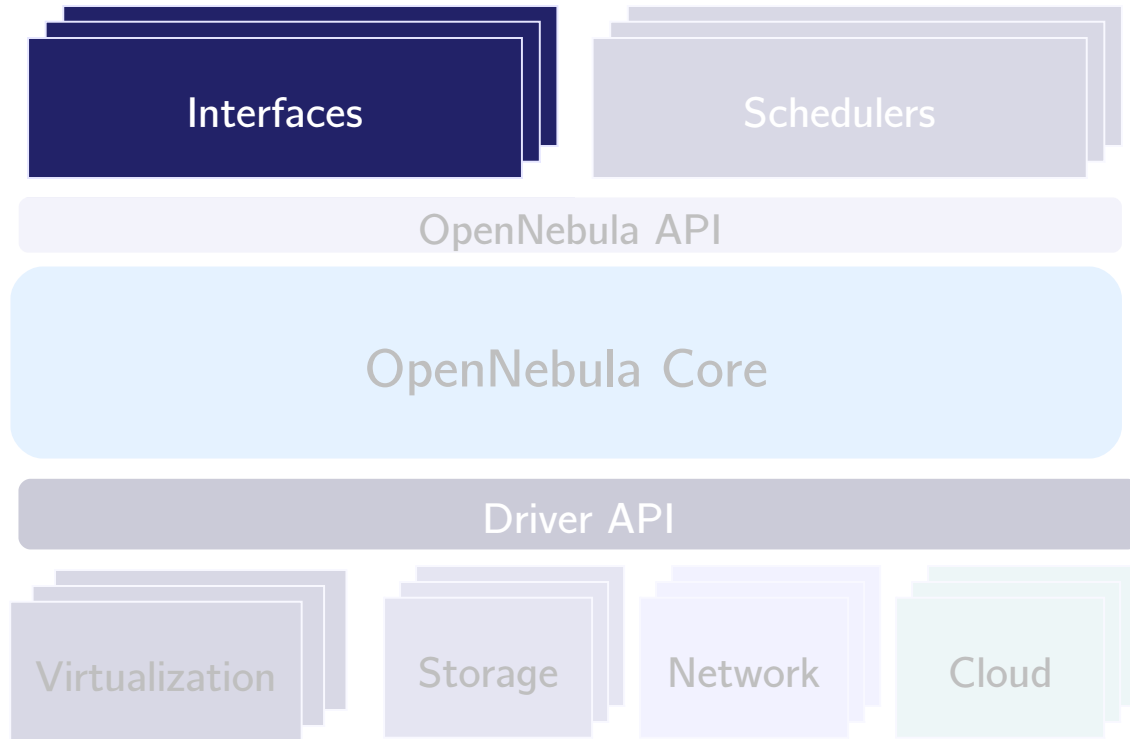 Interfaces
Schedulers
OpenNebula API
OpenNebula Core
Driver API
Virtualization
Storage
Network
Cloud